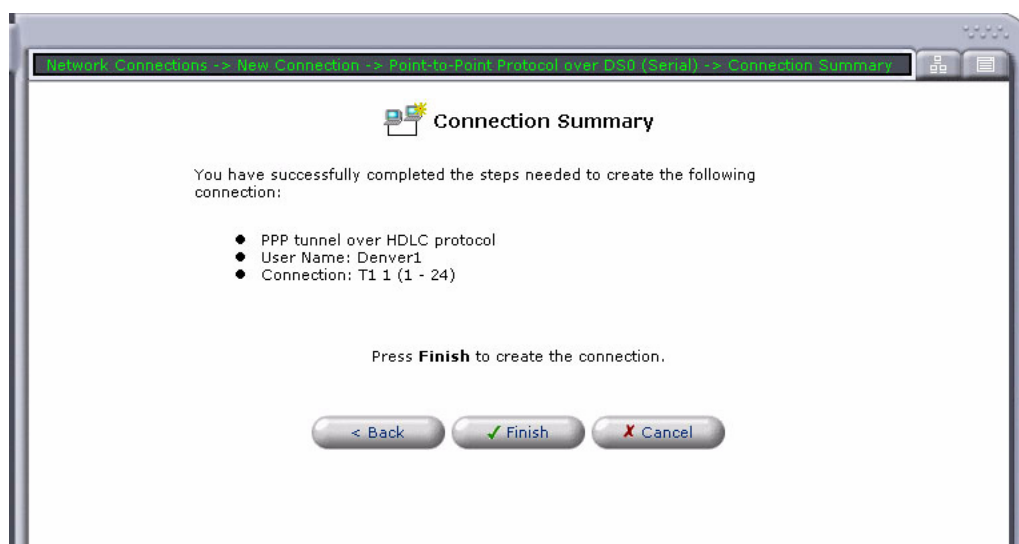 Network Connections -> New Connection -> Point-to-Point Protocol over DS0 (Serial) -> Connection Summary
Connection Summary
You have successfully completed the steps needed to create the following
connection:
PPP tunnel over HDLC protocol
User Name: Denver1
Connection: T1 1 (1 - 24)
Press Finish to create the connection.
< Back
Finish
Cancel